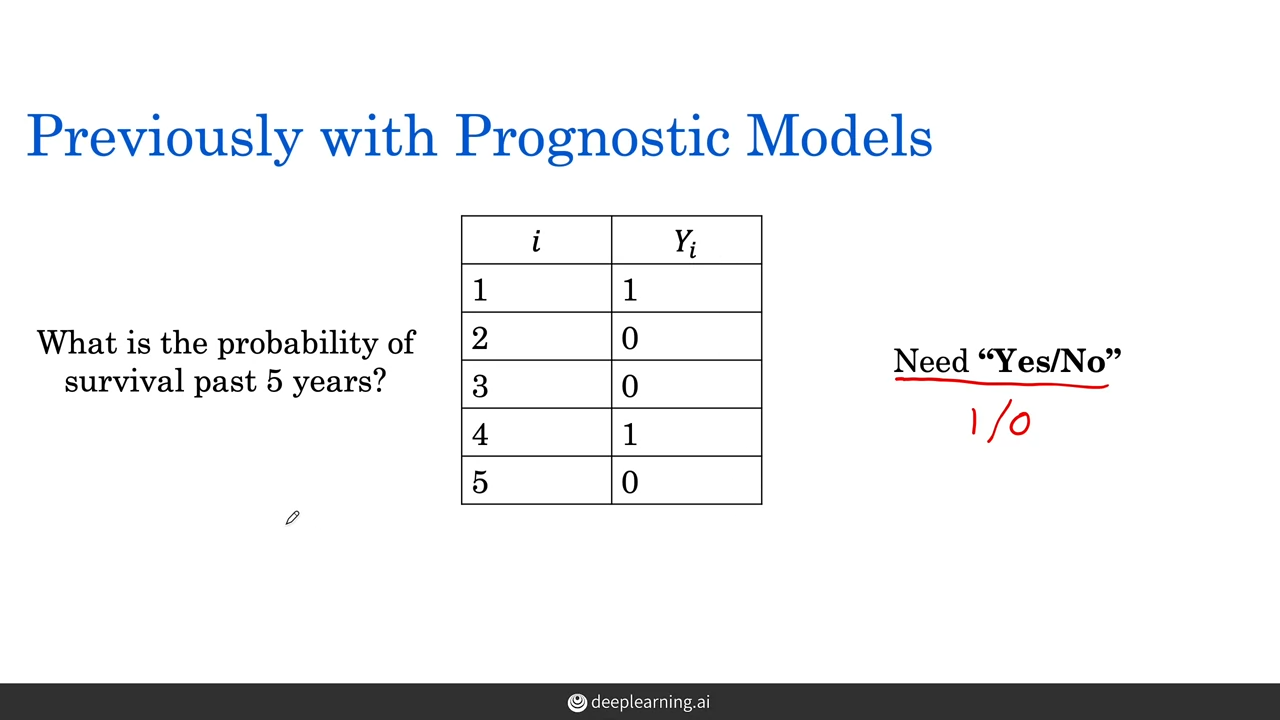 Previously with Prognostic Models
What is the probability of
survival past 5 years?
i Yᵢ
1 1
2 0
3 0
4 1
5 0
Need “Yes/No”
1/0
deeplearning.ai